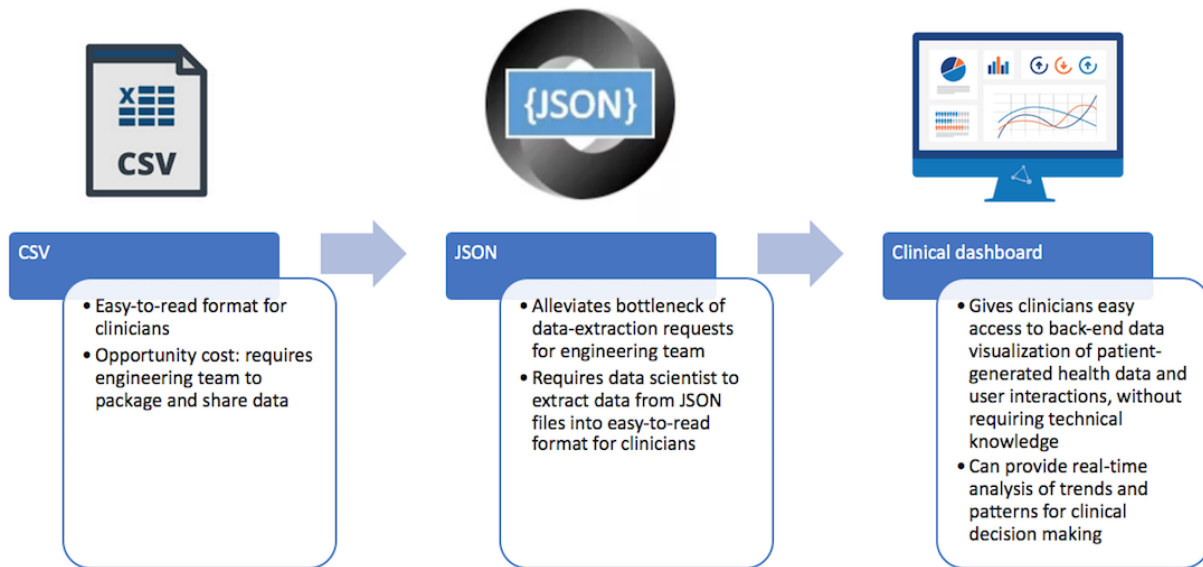 X
CSV
{JSON}
CSV
• Easy-to-read format for
clinicians
• Opportunity cost: requires
engineering team to
package and share data
JSON
• Alleviates bottleneck of
data-extraction requests
for engineering team
• Requires data scientist to
extract data from JSON
files into easy-to-read
format for clinicians
Clinical dashboard
• Gives clinicians easy
access to back-end data
visualization of patient-
generated health data and
user interactions, without
requiring technical
knowledge
• Can provide real-time
analysis of trends and
patterns for clinical
decision making